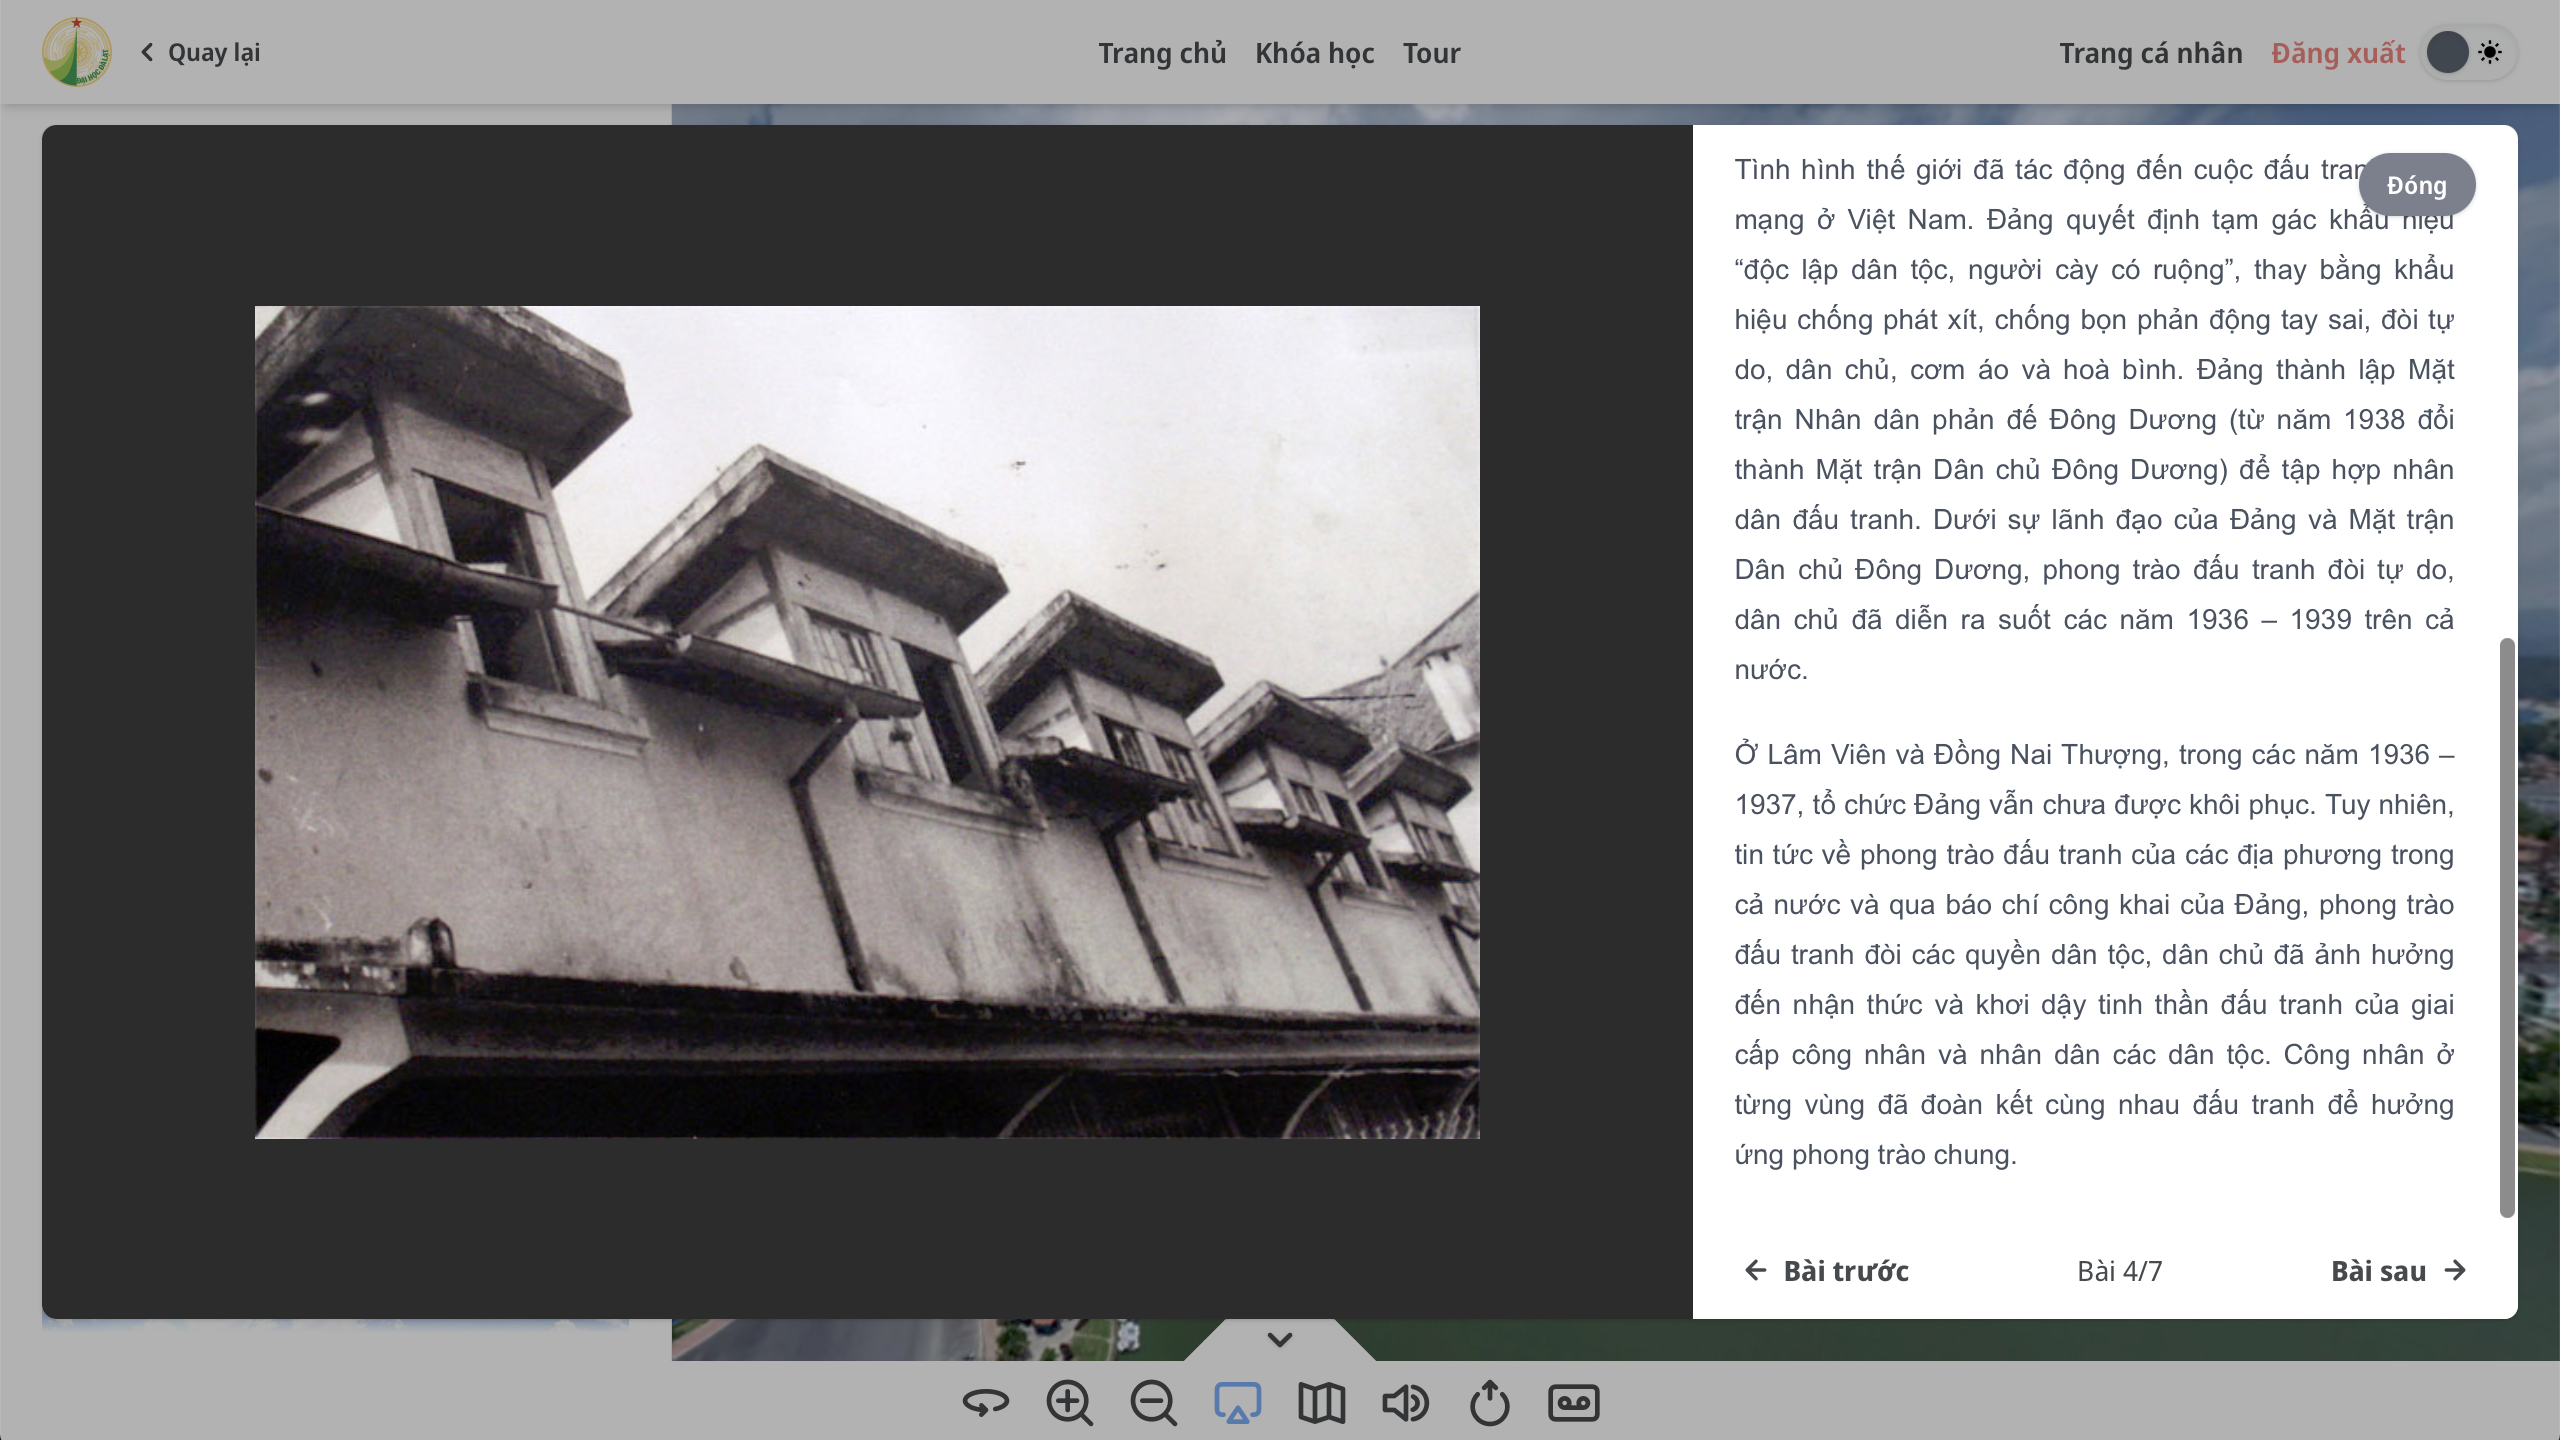 ĐẠI HỌC ĐÀ LẠT
Quay lại
Trang chủ
Khóa học
Tour
Trang cá nhân
Đăng xuất
Đóng
Tình hình thế giới đã tác động đến cuộc đấu
mạng ở Việt Nam. Đảng quyết định tạm gác khẩu hiệu
“độc lập dân tộc, người cày có ruộng”, thay bằng khẩu
hiệu chống phát xít, chống bọn phản động tay sai, đòi tự
do, dân chủ, cơm áo và hoà bình. Đảng thành lập Mặt
trận Nhân dân phản đế Đông Dương (từ năm 1938 đổi
thành Mặt trận Dân chủ Đông Dương) để tập hợp nhân
dân đấu tranh. Dưới sự lãnh đạo của Đảng và Mặt trận
Dân chủ Đông Dương, phong trào đấu tranh đòi tự do,
dân chủ đã diễn ra suốt các năm 1936 – 1939 trên cả
nước.
Ở Lâm Viên và Đồng Nai Thượng, trong các năm 1936 –
1937, tổ chức Đảng vẫn chưa được khôi phục. Tuy nhiên,
tin tức về phong trào đấu tranh của các địa phương trong
cả nước và qua báo chí công khai của Đảng, phong trào
đấu tranh đòi các quyền dân tộc, dân chủ đã ảnh hưởng
đến nhận thức và khơi dậy tinh thần đấu tranh của giai
cấp công nhân và nhân dân các dân tộc. Công nhân ở
từng vùng đã đoàn kết cùng nhau đấu tranh để hưởng
ứng phong trào chung.
Bài trước
Bài 4/7
Bài sau